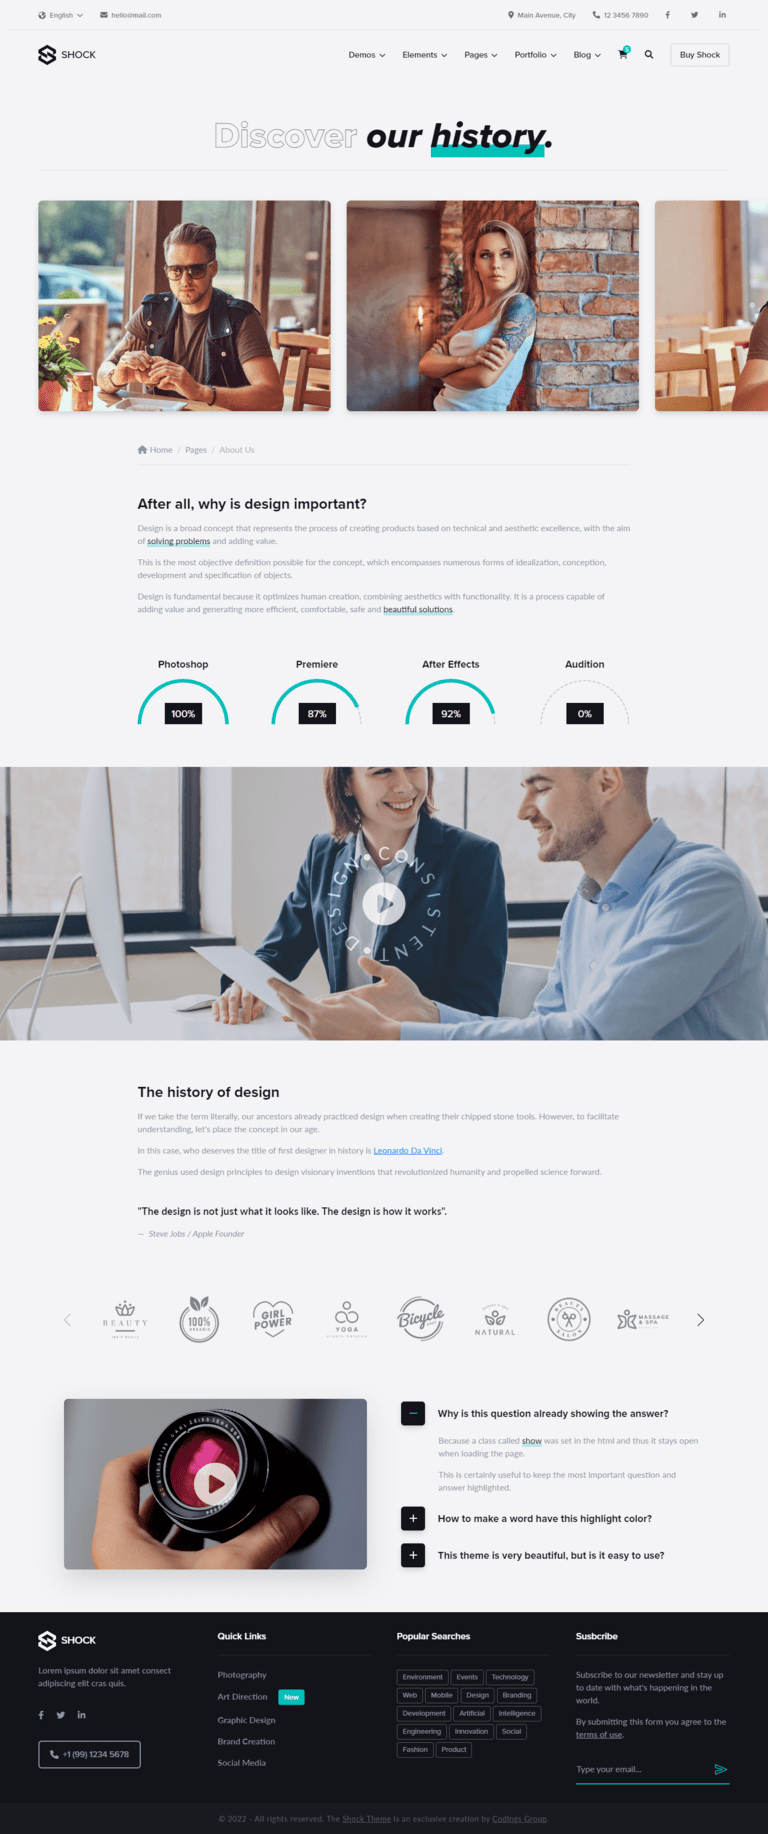 English
hello@mail.com
Main Avenue, City
12 3456 7890
SHOCK
Demos
Elements
Pages
Portfolio
Blog
Buy Shock
Discover our history.
Home / Pages / About Us
After all, why is design important?
Design is a broad concept that represents the process of creating products based on technical and aesthetic excellence, with the aim
of solving problems and adding value.
This is the most objective definition possible for the concept, which encompasses numerous forms of idealization, conception,
development and specification of objects.
Design is fundamental because it optimizes human creation, combining aesthetics with functionality. It is a process capable of
adding value and generating more efficient, comfortable, safe and beautiful solutions.
Photoshop
Premiere
After Effects
Audition
100%
87%
92%
0%
DESIGN • CONSISTENT •
The history of design
If we take the term literally, our ancestors already practiced design when creating their chipped stone tools. However, to facilitate
understanding, let's place the concept in our age.
In this case, who deserves the title of first designer in history is Leonardo Da Vinci.
The genius used design principles to design visionary inventions that revolutionized humanity and propelled science forward.
"The design is not just what it looks like. The design is how it works".
— Steve Jobs / Apple Founder
BEAUTY
100%
ORGANIC
GIRL
POWER
YOGA
Bicycle
NATURAL
BEAUTY
SALON
MASSAGE
& SPA
CARL ZEISS
Why is this question already showing the answer?
Because a class called show was set in the html and thus it stays open
when loading the page.
This is certainly useful to keep the most important question and
answer highlighted.
How to make a word have this highlight color?
This theme is very beautiful, but is it easy to use?
SHOCK
Lorem ipsum dolor sit amet consect
adipiscing elit cras quis.
+1 (99) 1234 5678
Quick Links
Photography
Art Direction New
Graphic Design
Brand Creation
Social Media
Popular Searches
Environment Events Technology
Web Mobile Design Branding
Development Artificial Intelligence
Engineering Innovation Social
Fashion Product
Susbcribe
Subscribe to our newsletter and stay up
to date with what's happening in the
world.
By submitting this form you agree to the
terms of use.
Type your email...
© 2022 - All rights reserved. The Shock Theme is an exclusive creation by Codings Group.